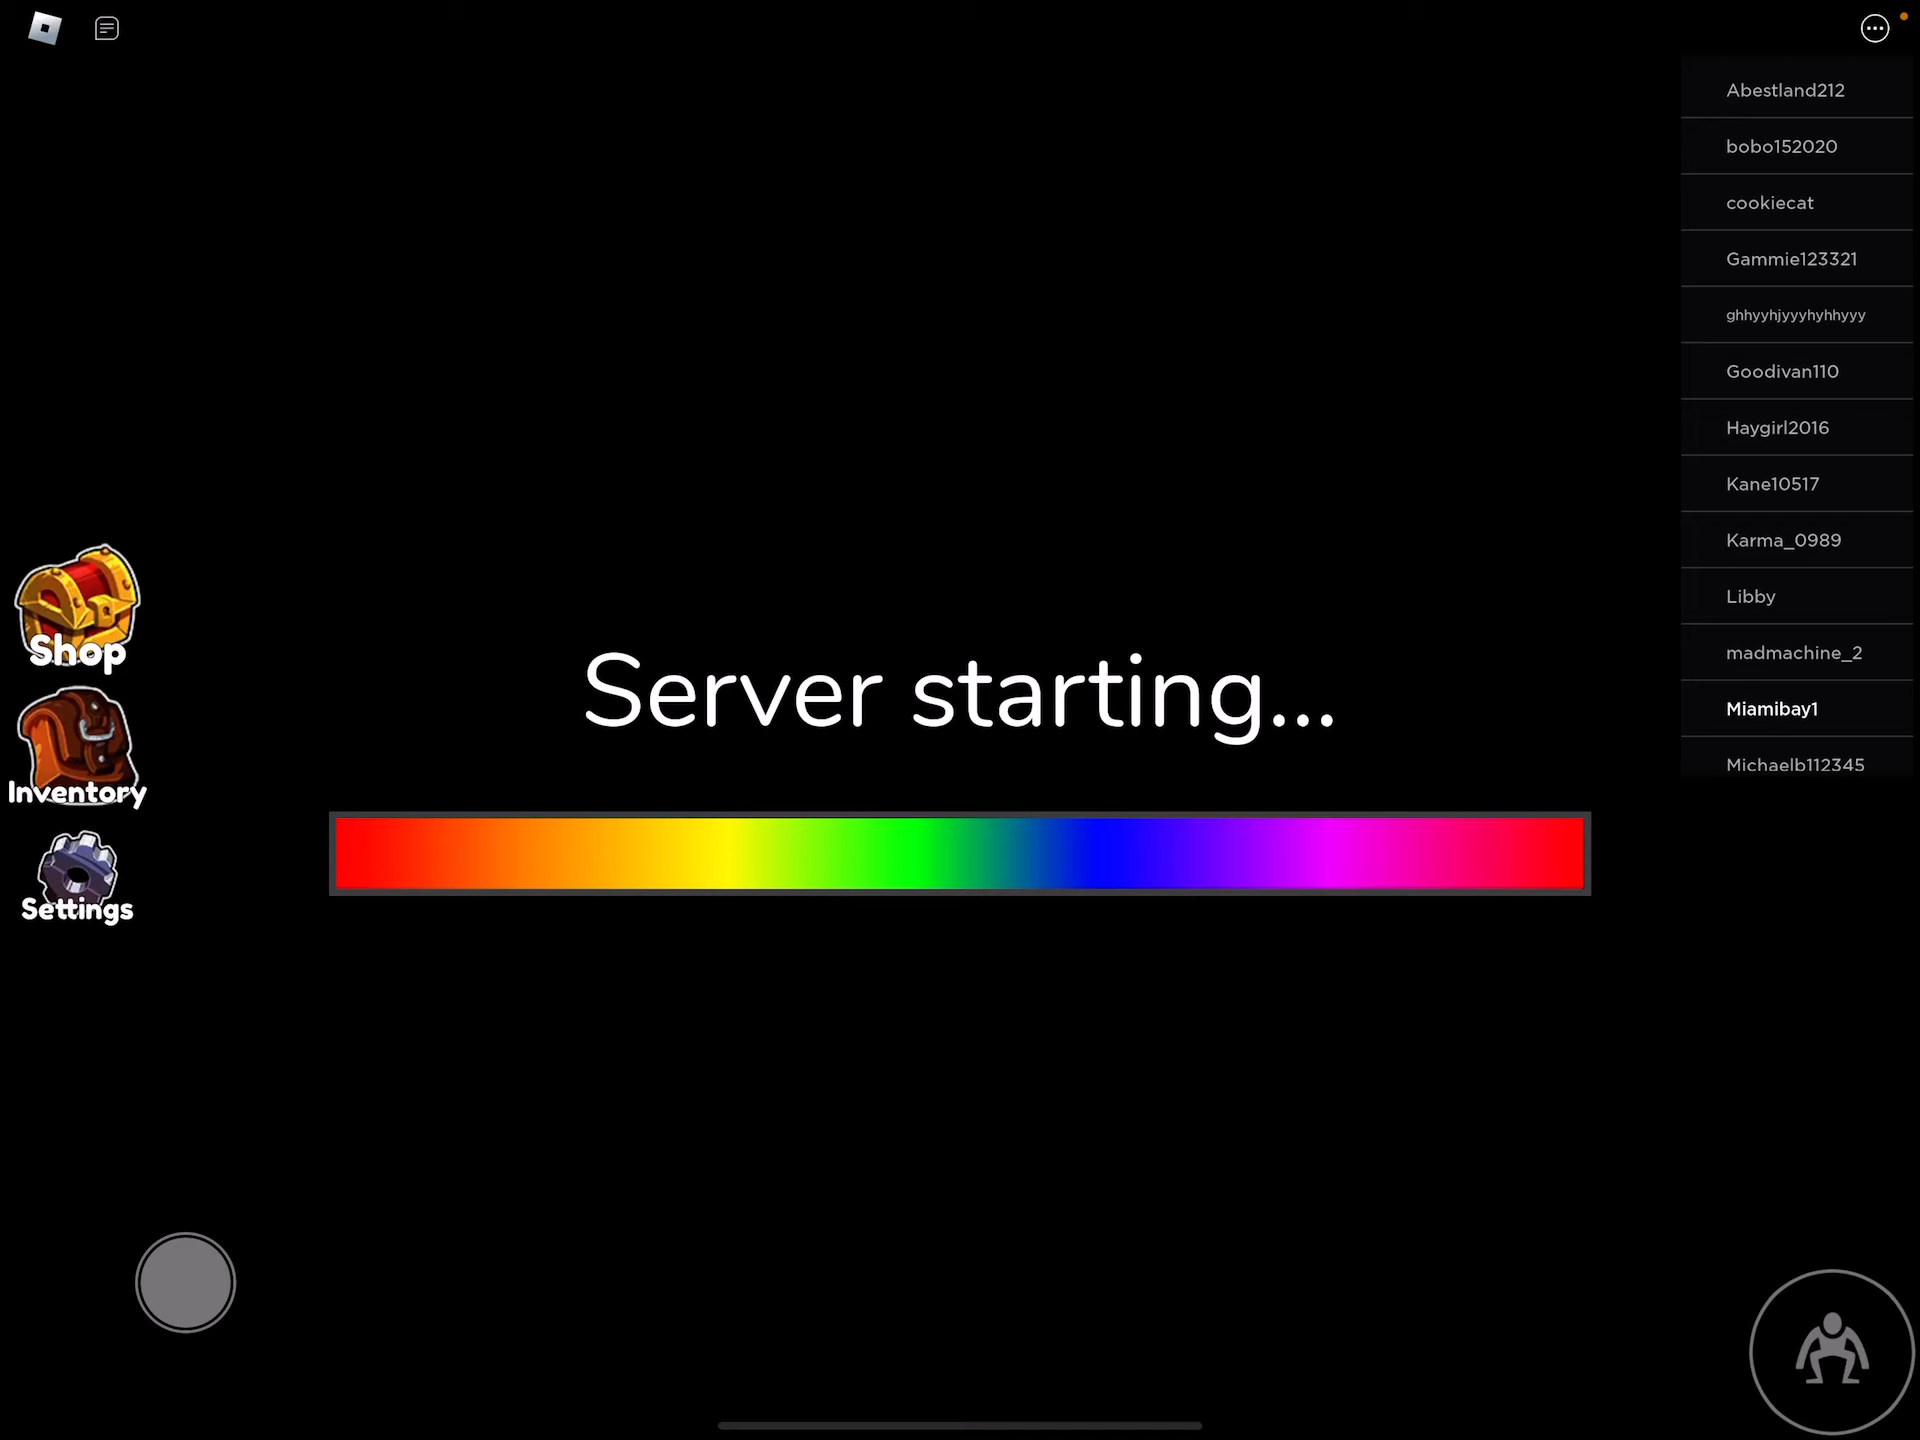 Abestland212
bobo152020
cookiecat
Gammie123321
ghhyyhjyyyhyhhyyy
Goodivan110
Haygirl2016
Kane10517
Karma_0989
Libby
madmachine_2
Miamibay1
Michaelb112345
Shop
Inventory
Settings
Server starting...